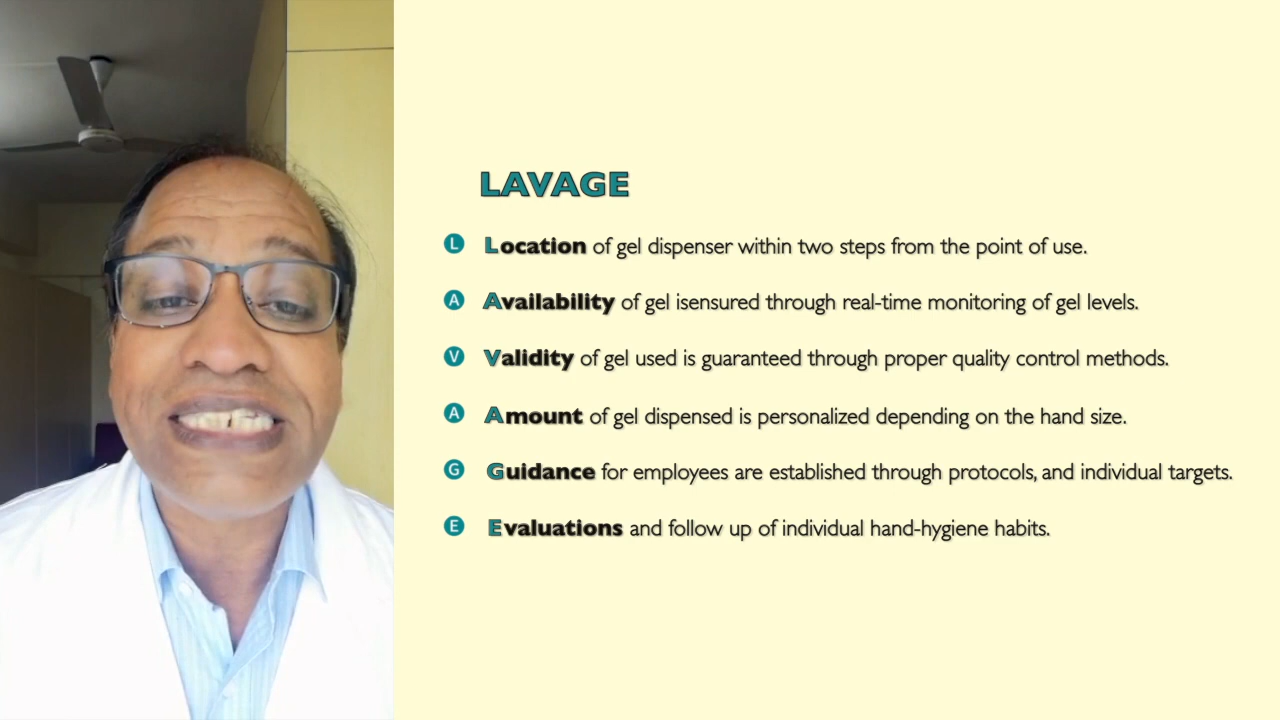 LAVAGE
L Location of gel dispenser within two steps from the point of use.
A Availability of gel isensured through real-time monitoring of gel levels.
V Validity of gel used is guaranteed through proper quality control methods.
A Amount of gel dispensed is personalized depending on the hand size.
G Guidance for employees are established through protocols, and individual targets.
E Evaluations and follow up of individual hand-hygiene habits.